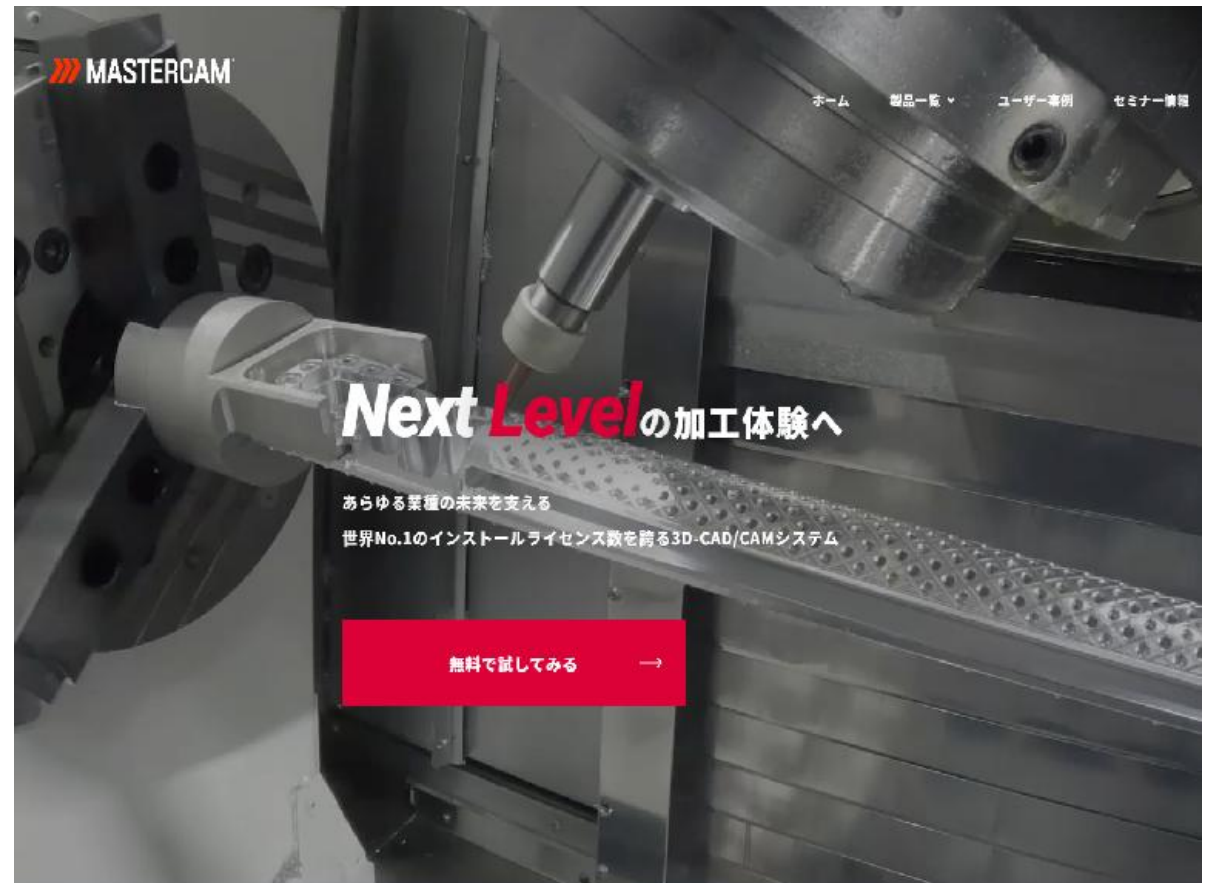 MASTERCAM
ホーム 製品一覧 ユーザー事例 セミナー情報
Next Levelの加工体験へ
あらゆる業種の未来を支える
世界No.1のインストールライセンス数を誇る3D-CAD/CAMシステム
無料で試してみる →